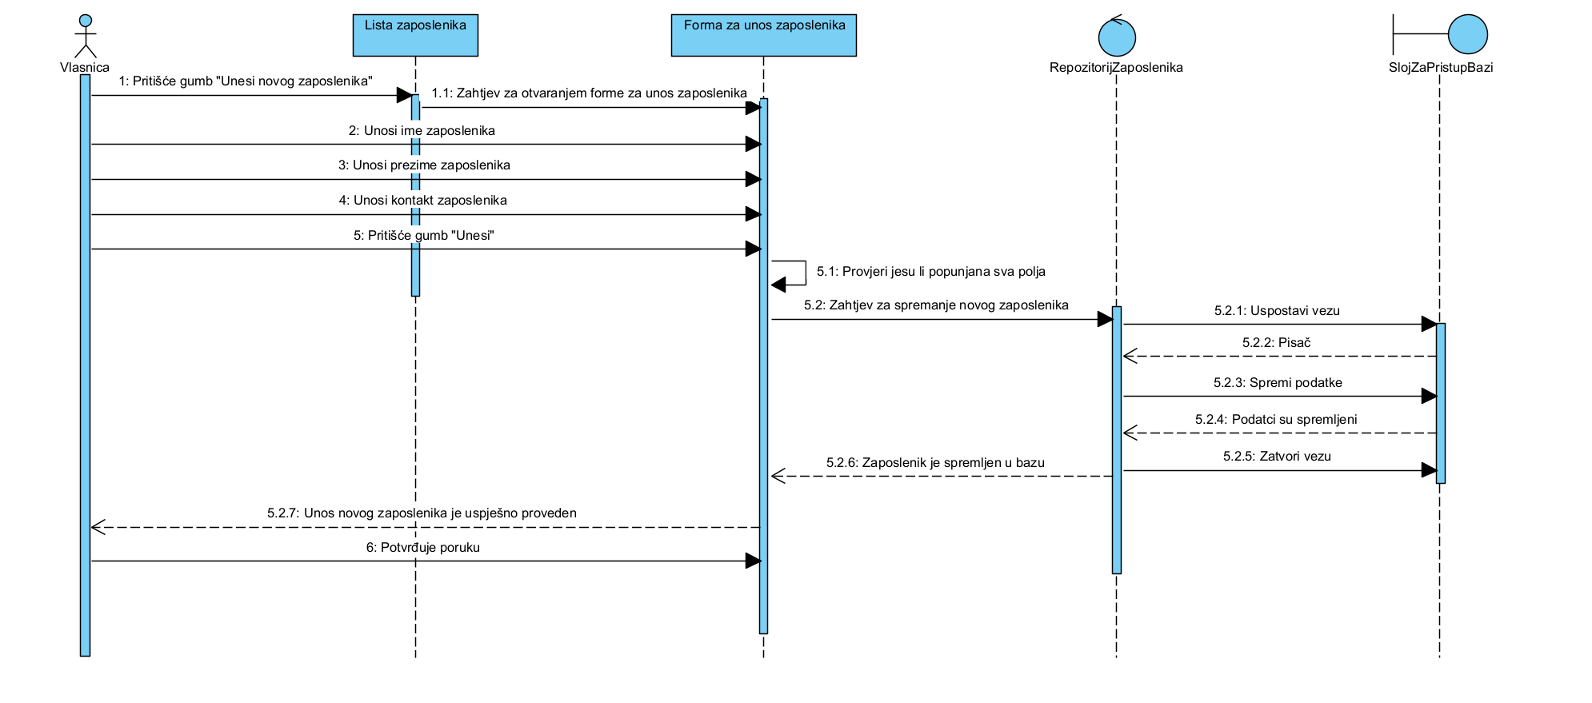 Lista zaposlenika
Forma za unos zaposlenika
Vlasnica
RepozitorijZaposlenika
SlojZaPristupBazi
1: Pritišće gumb "Unesi novog zaposlenika"
1.1: Zahtjev za otvaranjem forme za unos zaposlenika
2: Unosi ime zaposlenika
3: Unosi prezime zaposlenika
4: Unosi kontakt zaposlenika
5: Pritišće gumb "Unesi"
5.1: Provjeri jesu li popunjana sva polja
5.2: Zahtjev za spremanje novog zaposlenika
5.2.1: Uspostavi vezu
5.2.2: Pisač
5.2.3: Spremi podatke
5.2.4: Podatci su spremljeni
5.2.5: Zatvori vezu
5.2.6: Zaposlenik je spremljen u bazu
5.2.7: Unos novog zaposlenika je uspješno proveden
6: Potvrđuje poruku